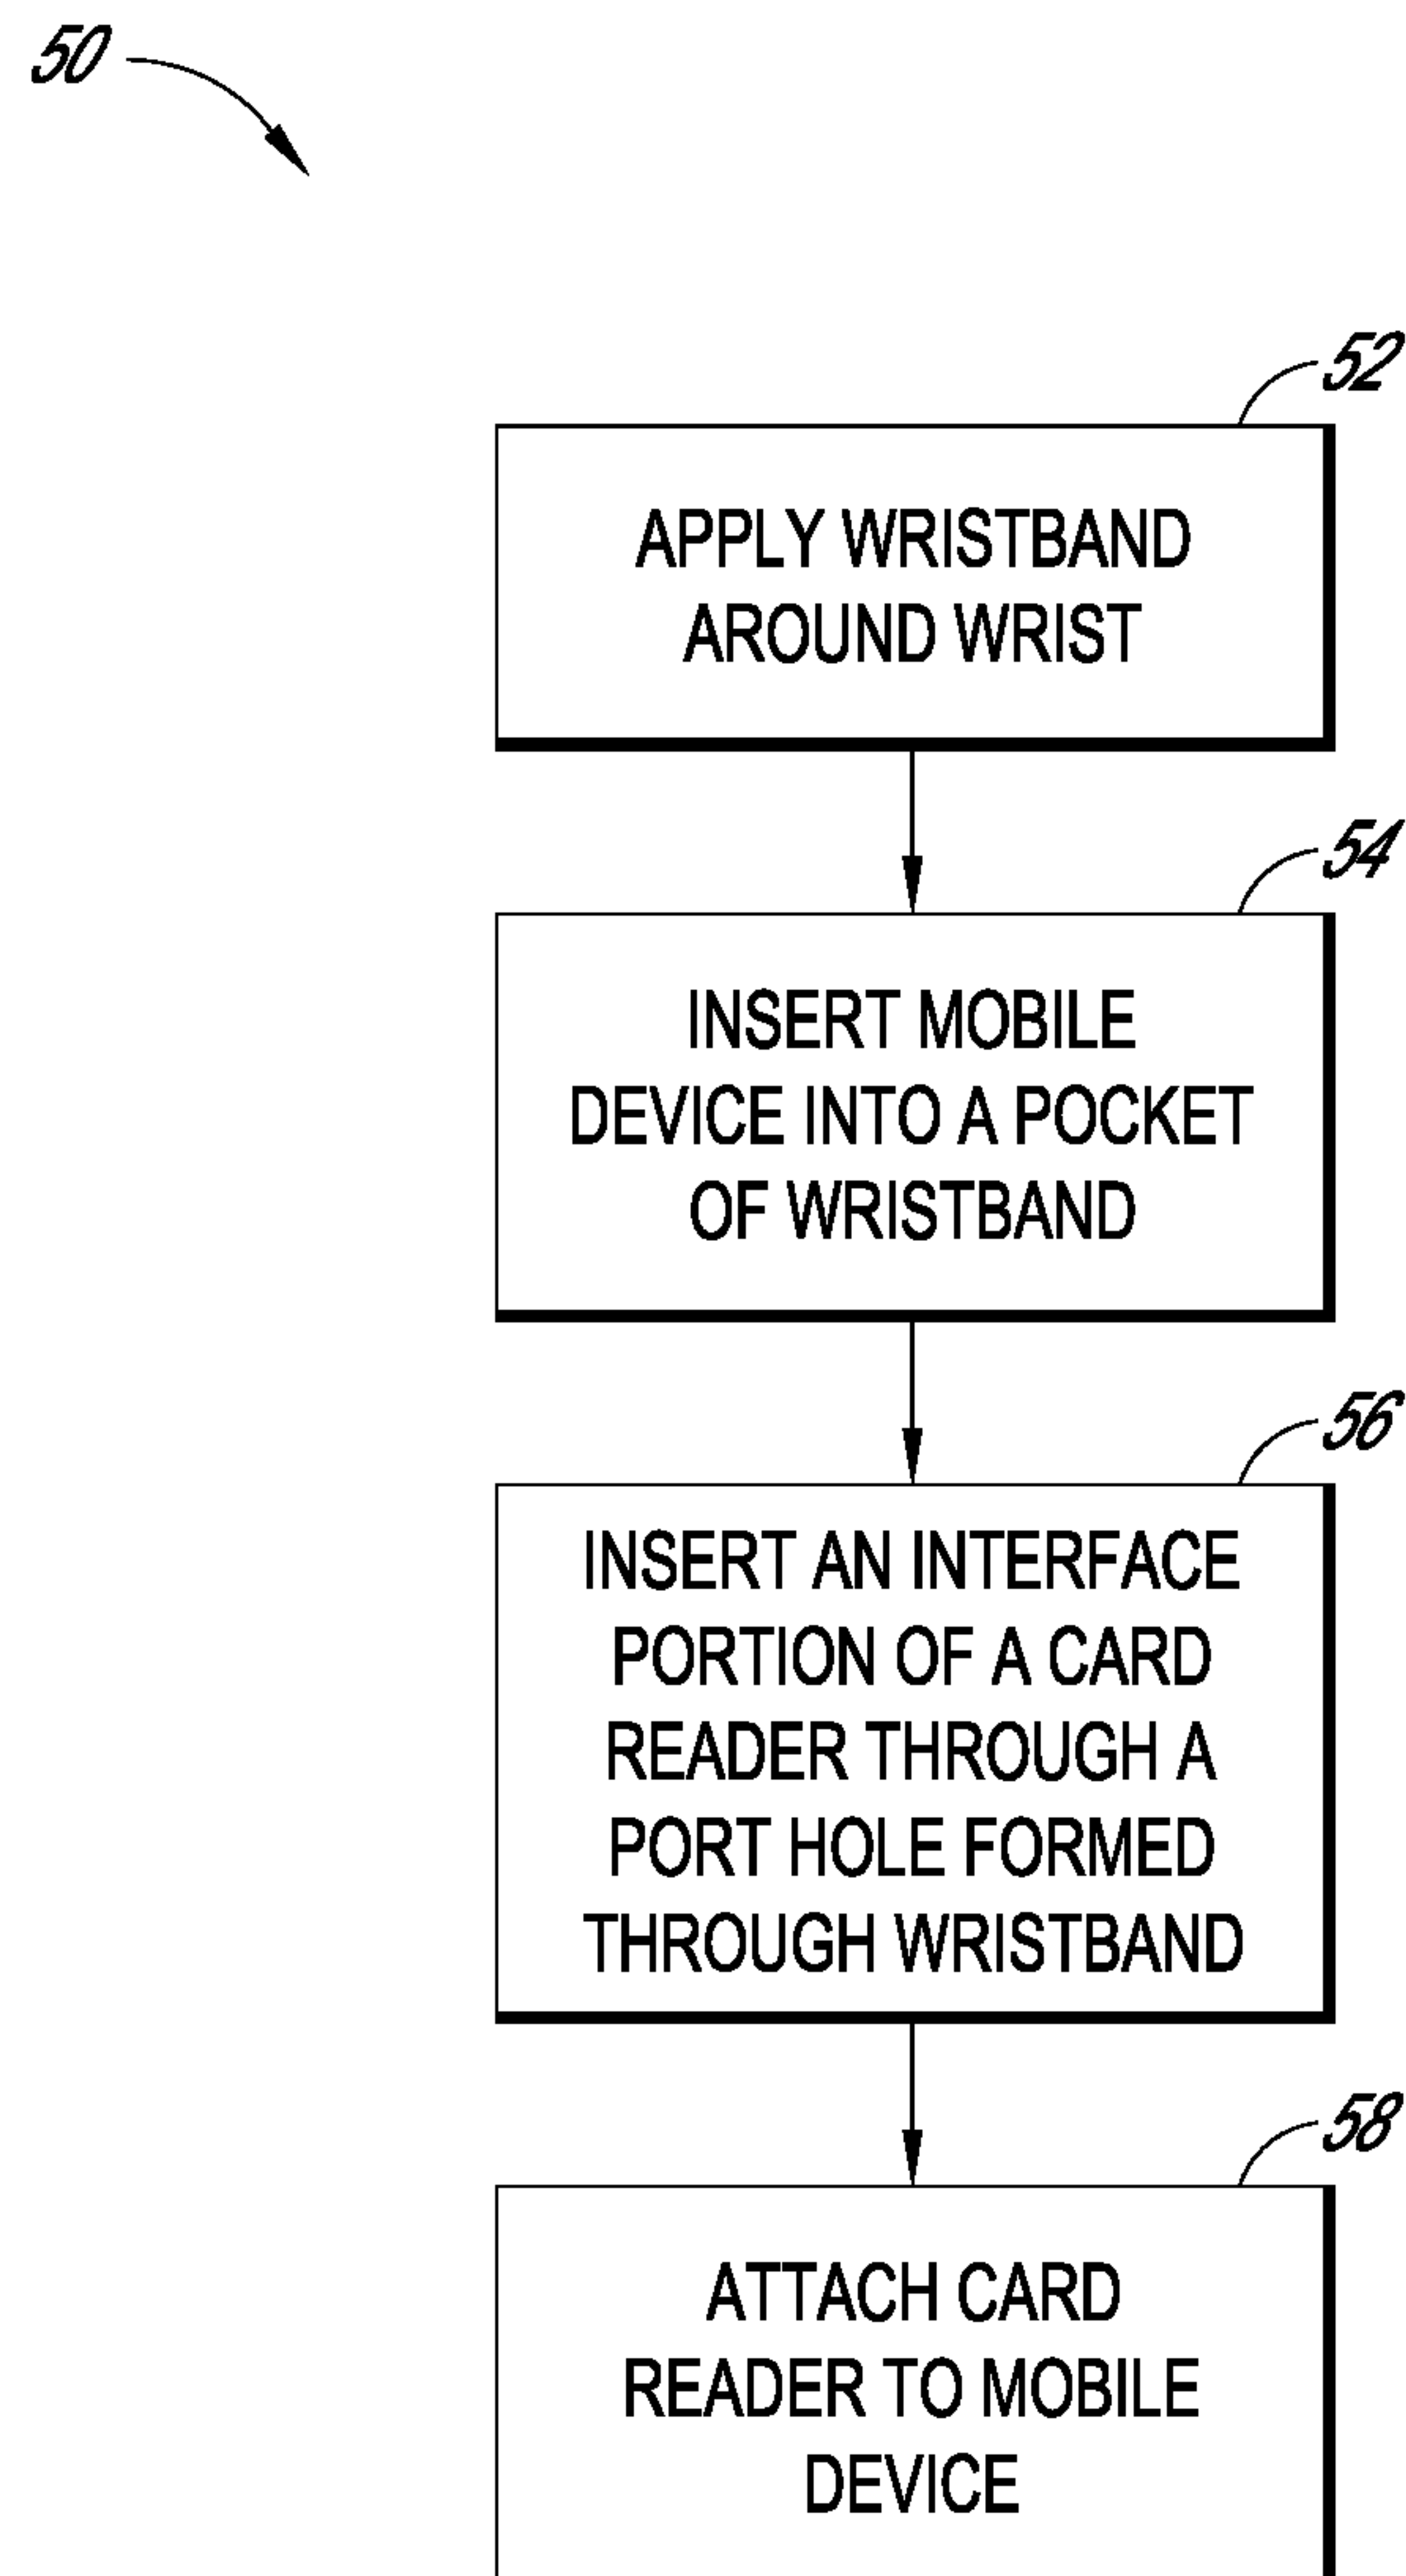 50
52
APPLY WRISTBAND
AROUND WRIST
54
INSERT MOBILE
DEVICE INTO A POCKET
OF WRISTBAND
56
INSERT AN INTERFACE
PORTION OF A CARD
READER THROUGH A
PORT HOLE FORMED
THROUGH WRISTBAND
58
ATTACH CARD
READER TO MOBILE
DEVICE